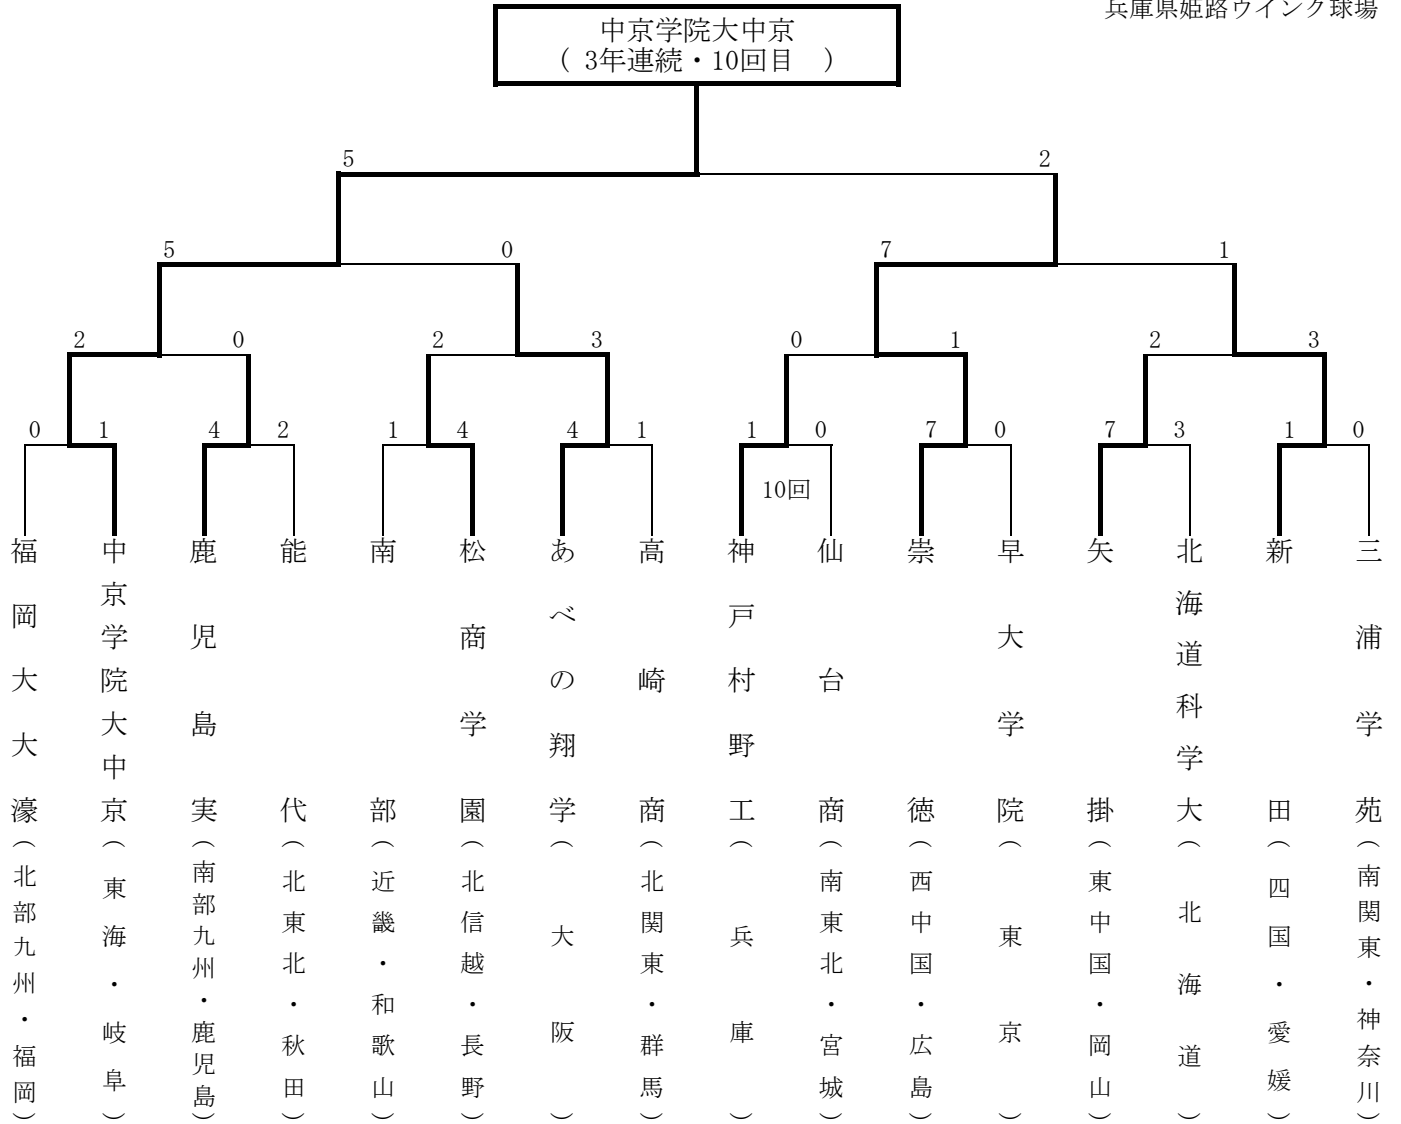 兵庫県姫路ウインク球場
中京学院大中京
( 3年連続・10回目 )
5 2
5 0 7 1
2 0 2 3 0 1 2 3
0 1 4 2 1 4 4 1 1 0 7 0 7 3 1 0
10回
福岡大大濠（北部九州・福岡）
中京学院大中京（東海・岐阜）
鹿児島実（南部九州・鹿児島）
能代（北東北・秋田）
南部（近畿・和歌山）
松商学園（北信越・長野）
あべの翔学（大阪）
高崎商（北関東・群馬）
神戸村野工（兵庫）
仙台商（南東北・宮城）
崇徳（西中国・広島）
早大学院（東京）
矢掛（東中国・岡山）
北海道科学大（北海道）
新田（四国・愛媛）
三浦学苑（南関東・神奈川）